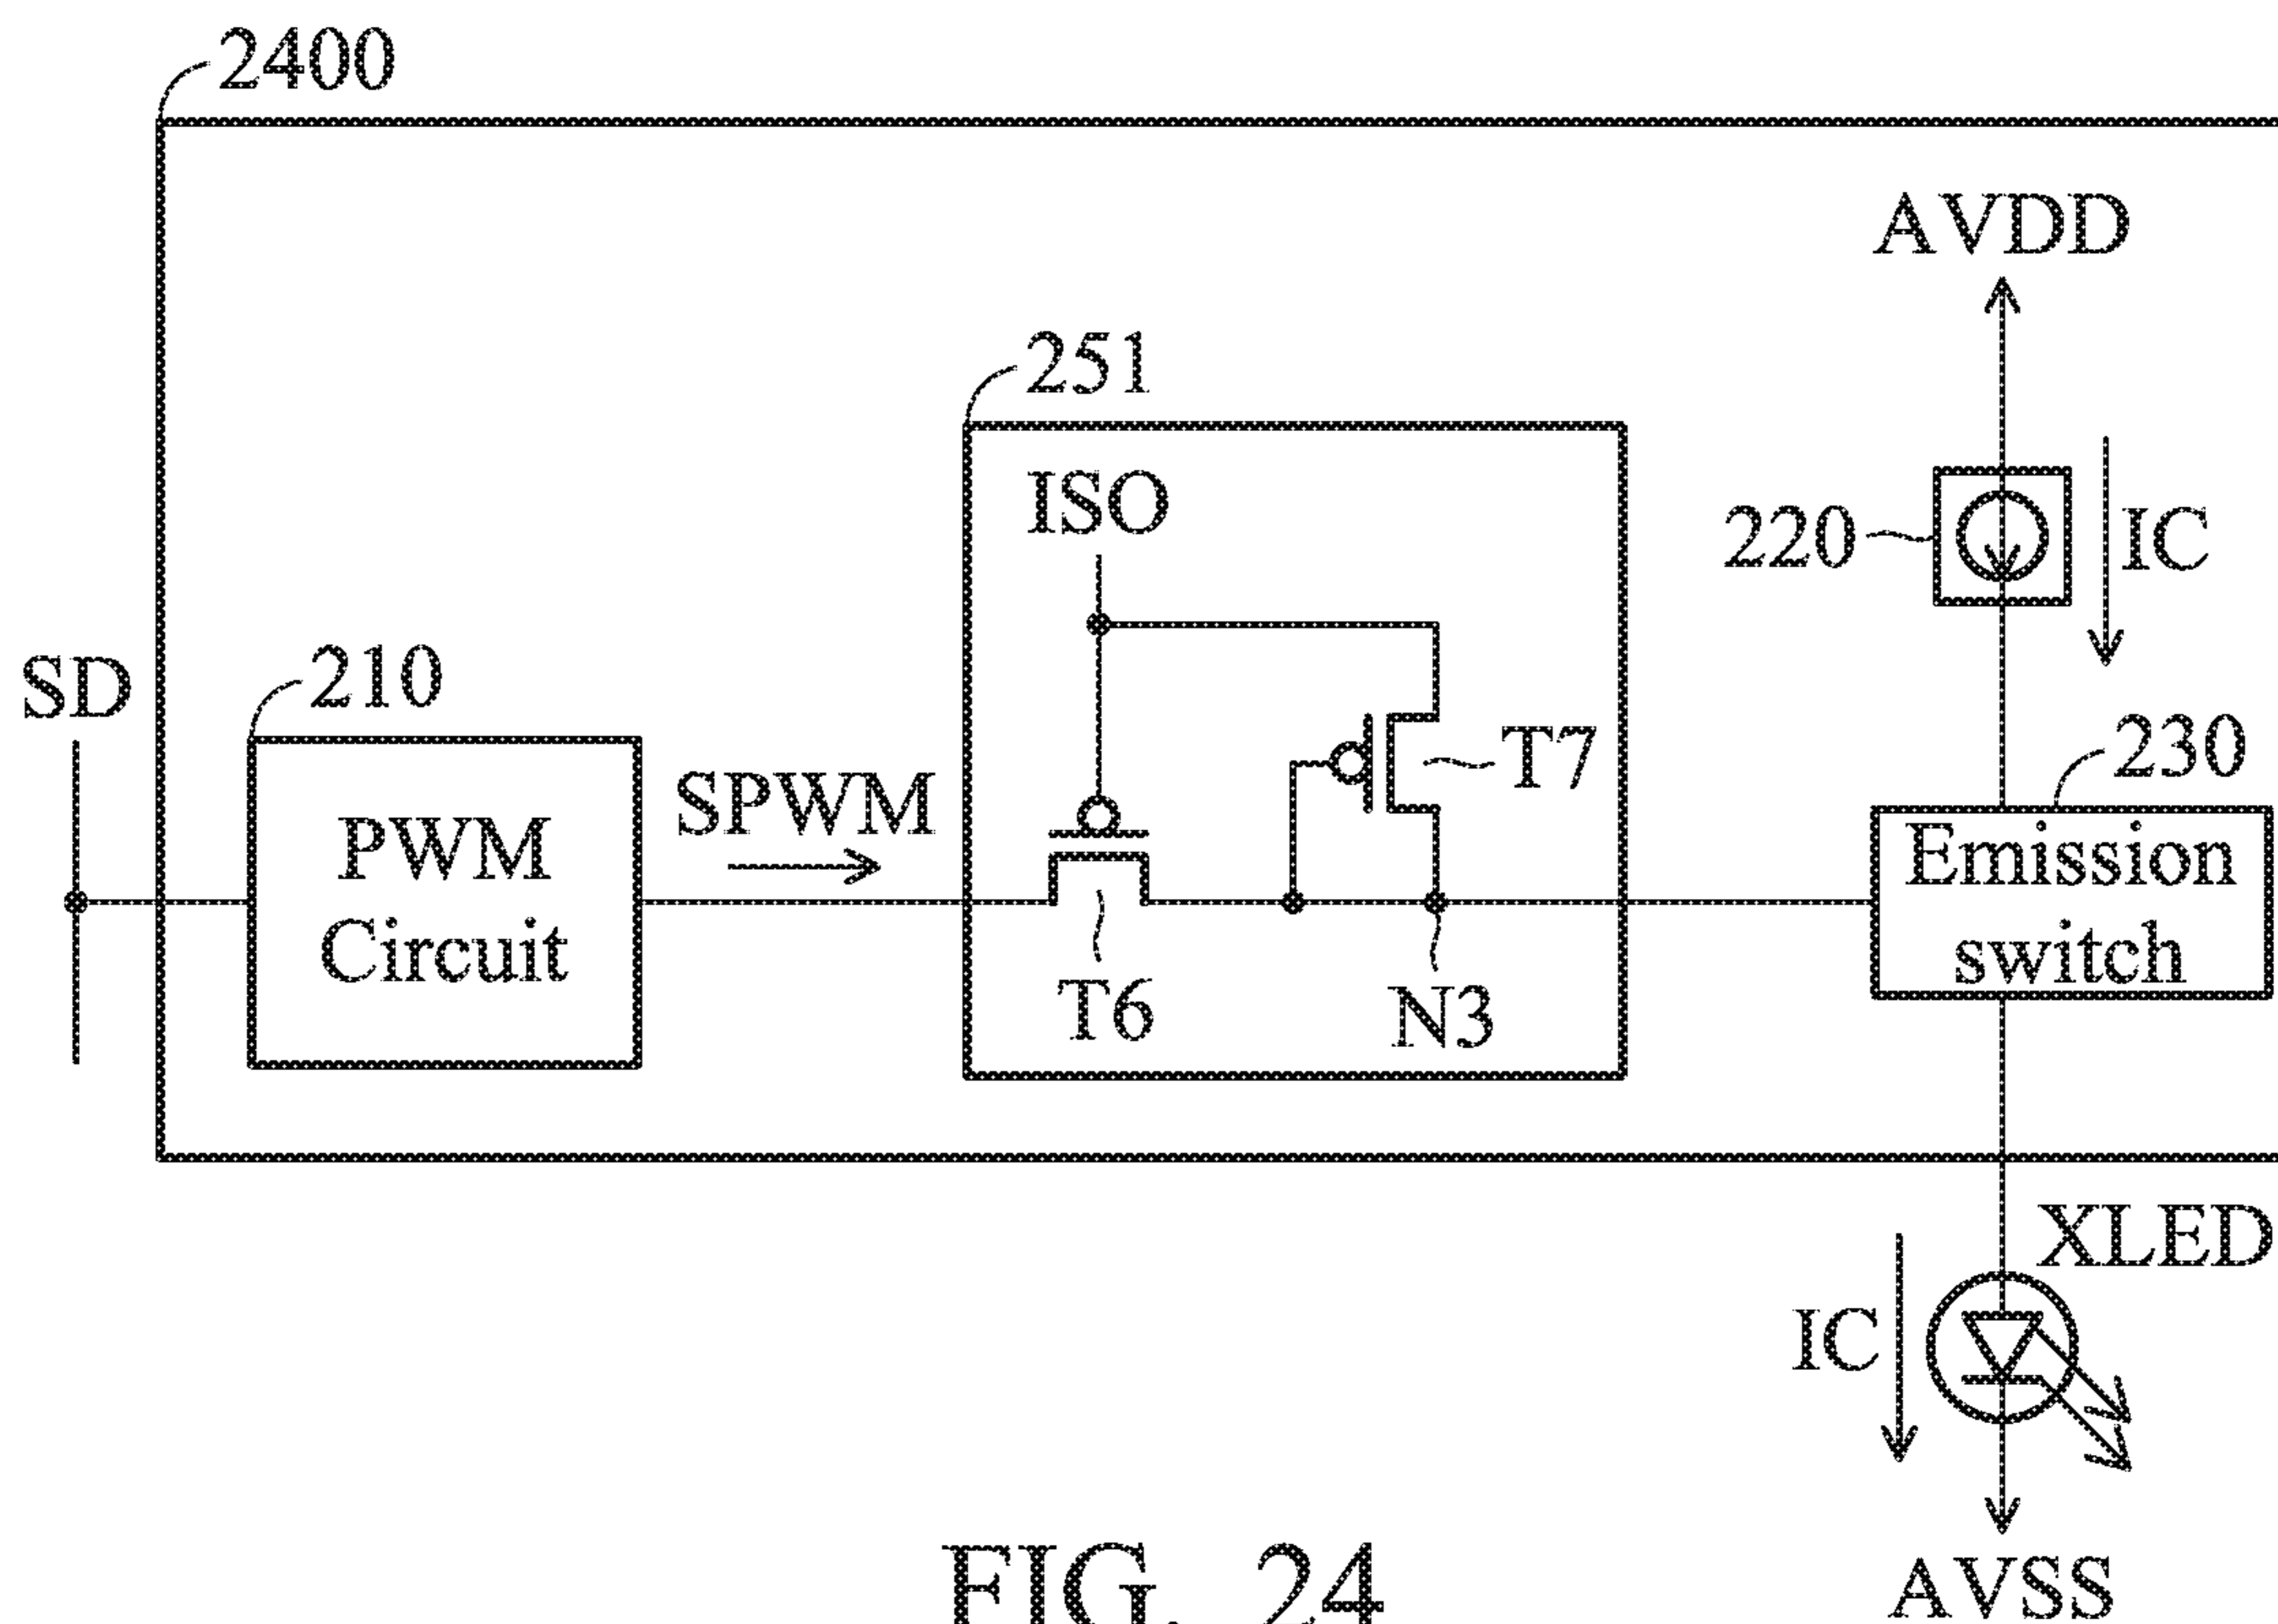 2400
AVDD
251
ISO
220
IC
SD
210
T7
230
SPWM
PWM
Circuit
Emission
switch
T6
N3
XLED
IC
AVSS
FIG. 24